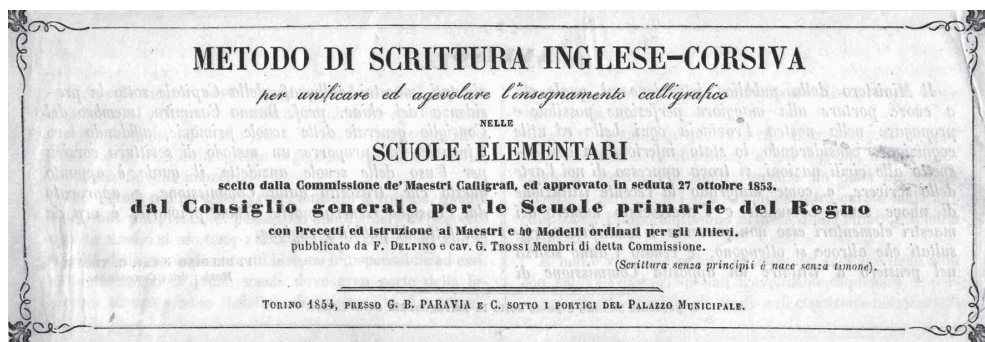 METODO DI SCRITTURA INGLESE-CORSIVA
per unificare ed agevolare l'insegnamento calligrafico
NELLE
SCUOLE ELEMENTARI
scelto dalla Commissione de' Maestri Calligrafi, ed approvato in seduta 27 ottobre 1853.
dal Consiglio generale per le Scuole primarie del Regno
con Precetti ed istruzione ai Maestri e 40 Modelli ordinati per gli Allievi.
pubblicato da F. DELPINO e cav. G. TROSSI Membri di detta Commissione.
(Scrittura senza principii é nave senza timone).
TORINO 1854, PRESSO G. B. PARAVIA E C. SOTTO I PORTICI DEL PALAZZO MUNICIPALE.